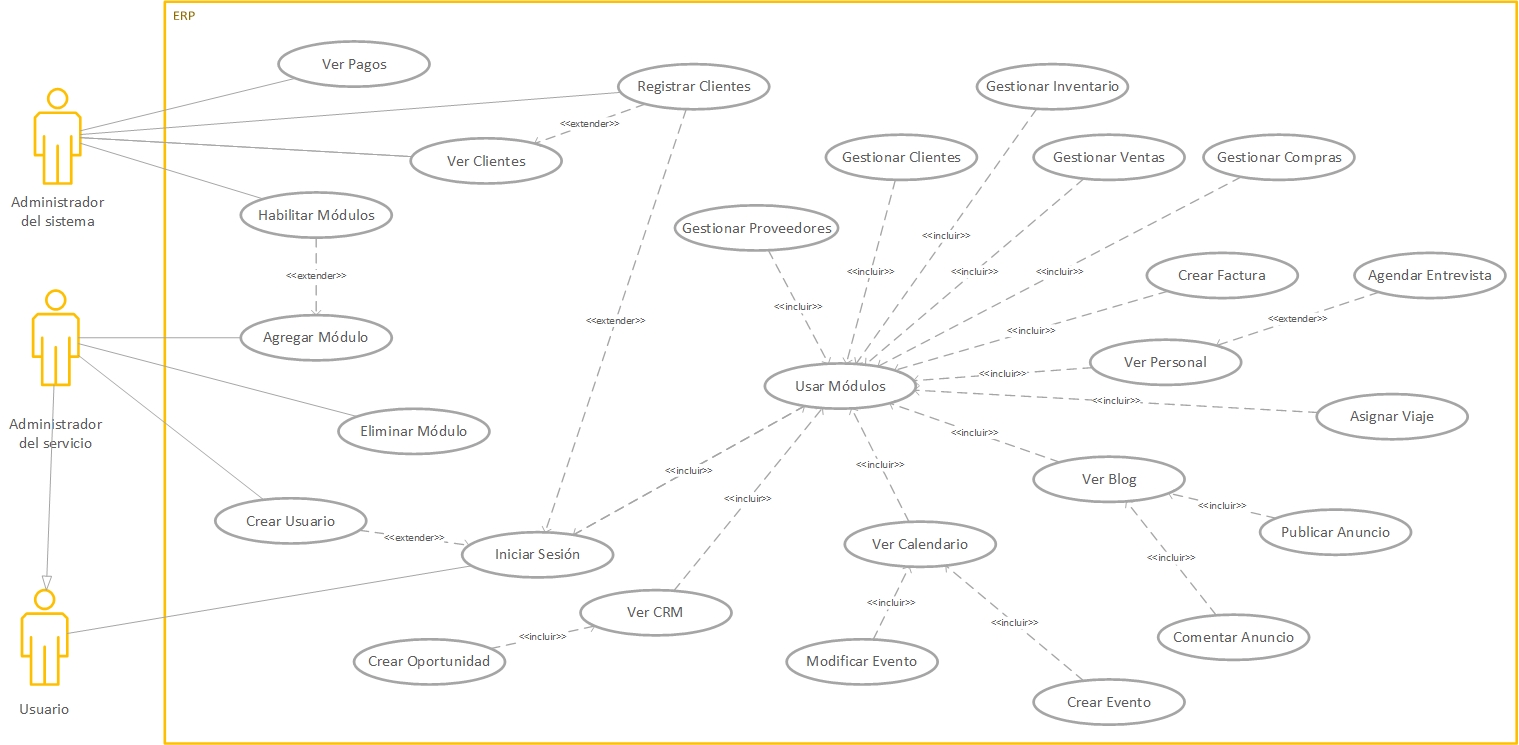 ERP
Ver Pagos
Registrar Clientes
Gestionar Inventario
<<extender>>
Ver Clientes
Gestionar Clientes
Gestionar Ventas
Gestionar Compras
Administrador
del sistema
Habilitar Módulos
Gestionar Proveedores
<<incluir>>
<<extender>>
<<incluir>>
<<incluir>>
<<incluir>>
Crear Factura
Agendar Entrevista
<<incluir>>
<<extender>>
<<extender>>
<<incluir>>
Agregar Módulo
Ver Personal
<<incluir>>
Usar Módulos
<<incluir>>
Asignar Viaje
Administrador
del servicio
Eliminar Módulo
<<incluir>>
<<incluir>>
<<incluir>>
Ver Blog
<<incluir>>
<<incluir>>
Crear Usuario
<<extender>>
Publicar Anuncio
Iniciar Sesión
Ver Calendario
<<incluir>>
<<incluir>>
Ver CRM
<<incluir>>
<<incluir>>
Comentar Anuncio
Crear Oportunidad
Modificar Evento
Crear Evento
Usuario